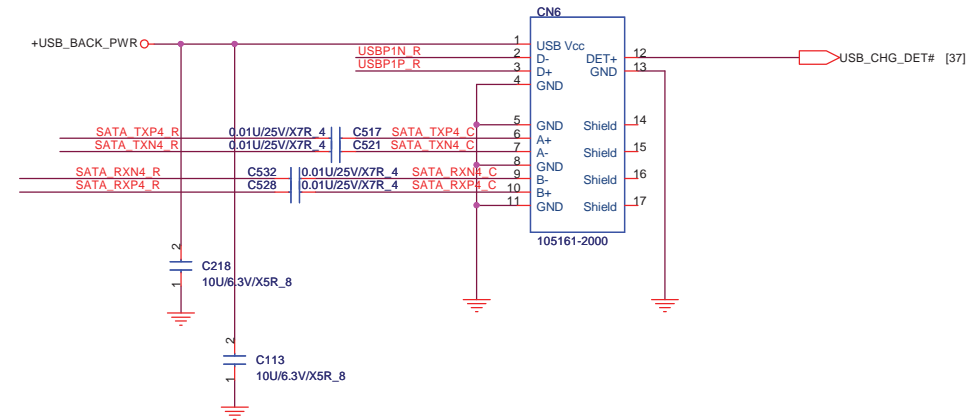 CN6
+USB_BACK_PWR
1 USB Vcc
USBP1N_R 2 D- DET+ 12 USB_CHG_DET# [37]
USBP1P_R 3 D+ GND 13
4 GND
5 GND Shield 14
SATA_TXP4_R 0.01U/25V/X7R_4 C517 SATA_TXP4_C 6 A+
SATA_TXN4_R 0.01U/25V/X7R_4 C521 SATA_TXN4_C 7 A- Shield 15
8 GND
SATA_RXN4_R C532 0.01U/25V/X7R_4 SATA_RXN4_C 9 B- Shield 16
SATA_RXP4_R C528 0.01U/25V/X7R_4 SATA_RXP4_C 10 B+
11 GND Shield 17
105161-2000
2
C218
1 10U/6.3V/X5R_8
2
C113
1 10U/6.3V/X5R_8